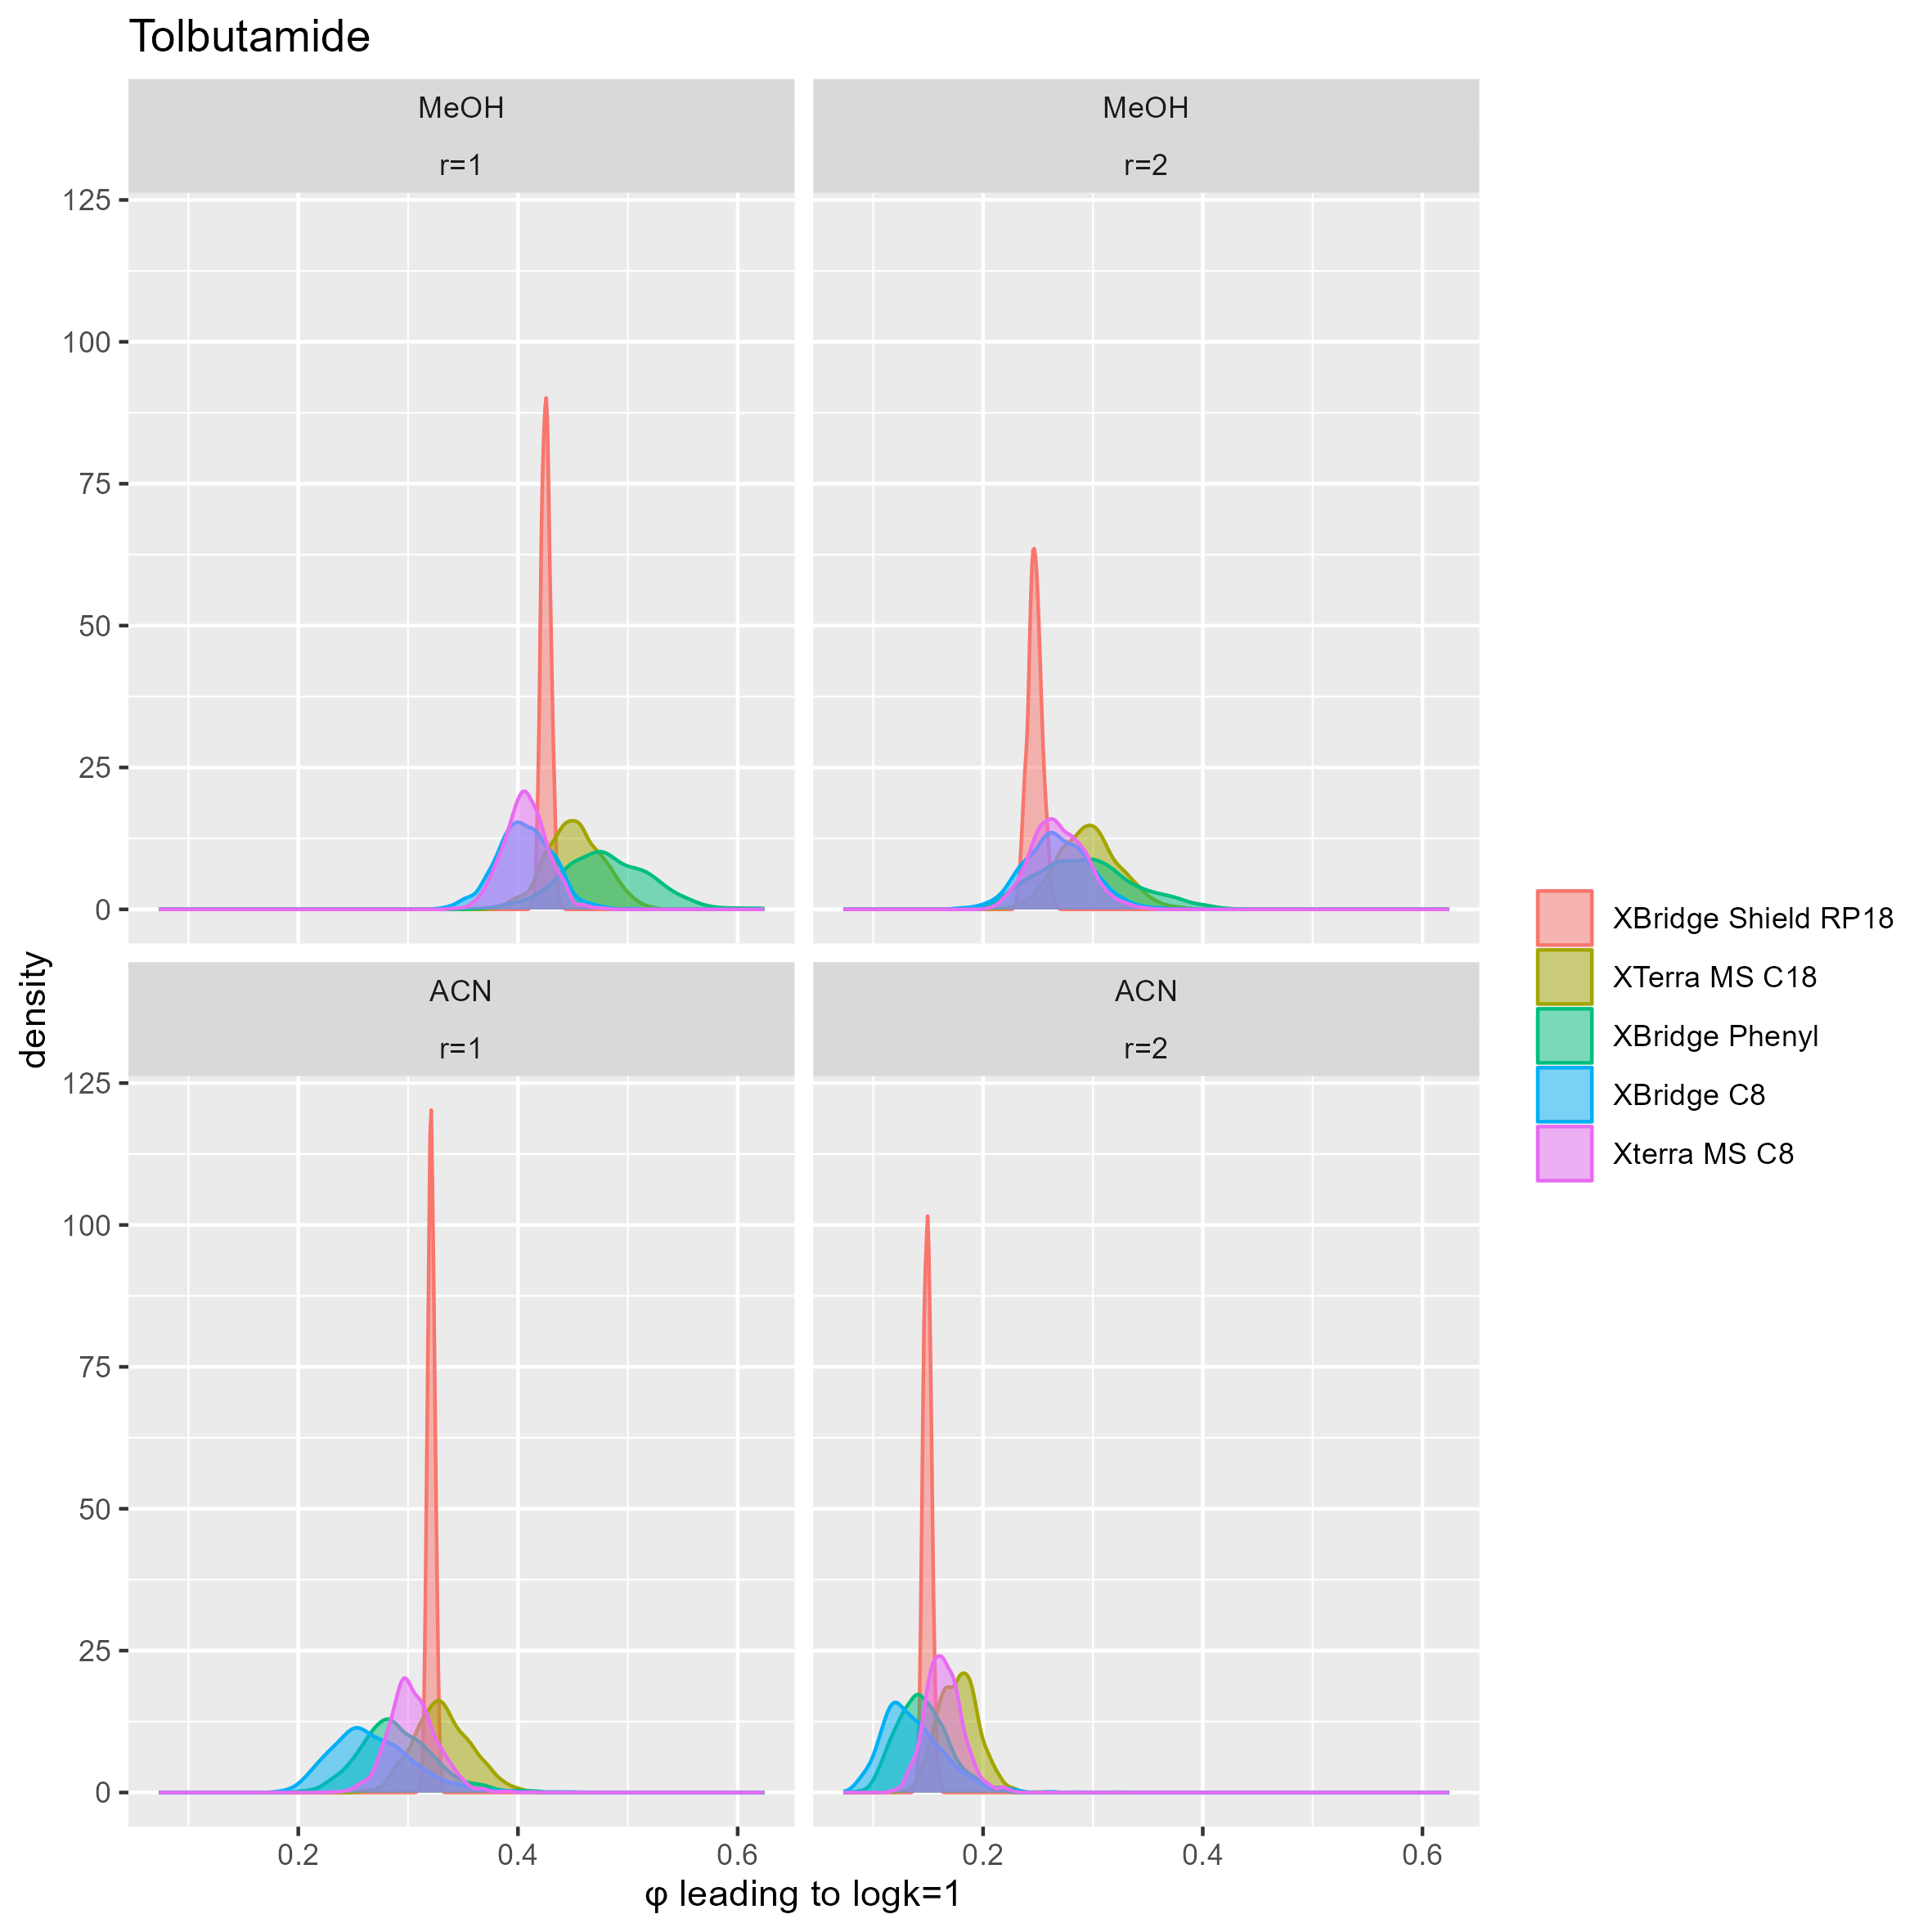 Tolbutamide
MeOH
r=1
MeOH
r=2
125
100
75
50
25
0
ACN
r=1
ACN
r=2
125
100
75
50
25
0
0.2
0.4
0.6
0.2
0.4
0.6
density
φ leading to logk=1
XBridge Shield RP18
XTerra MS C18
XBridge Phenyl
XBridge C8
Xterra MS C8